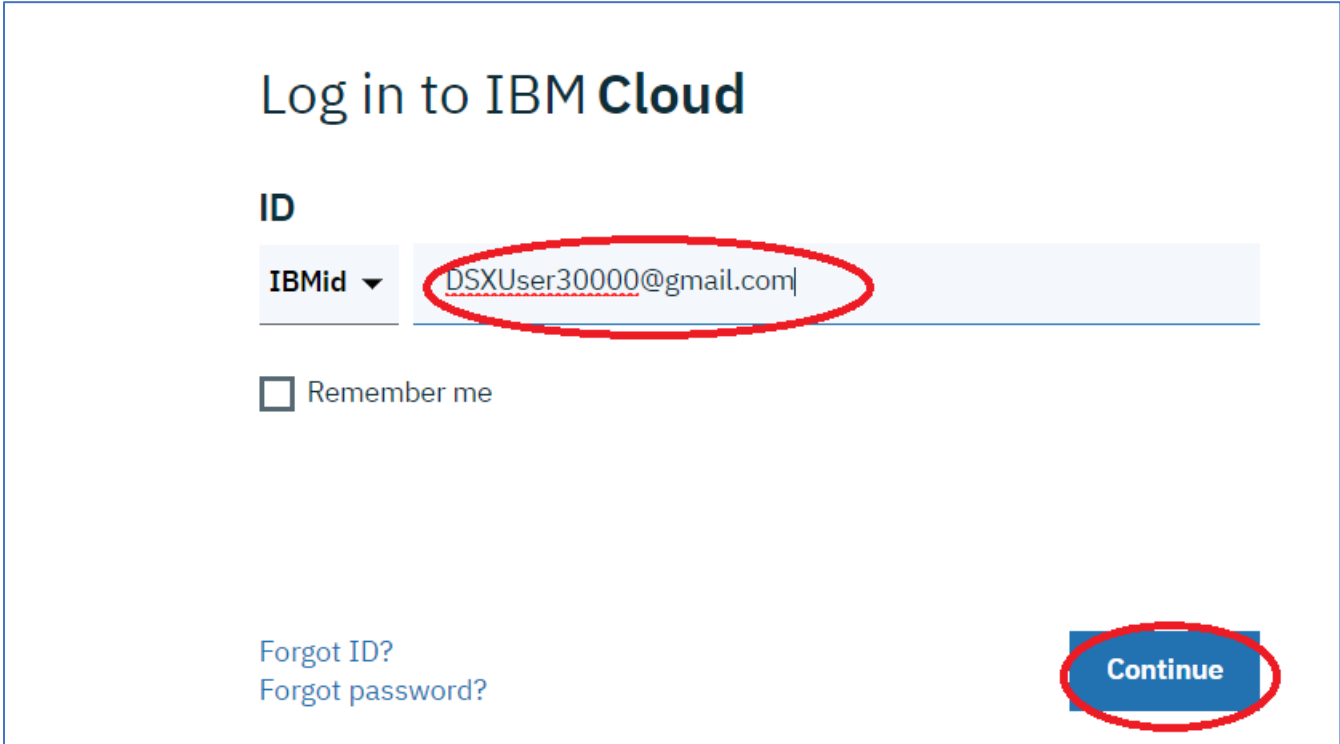 Log in to IBM Cloud
ID
IBMid DSXUser30000@gmail.com
Remember me
Forgot ID?
Forgot password?
Continue